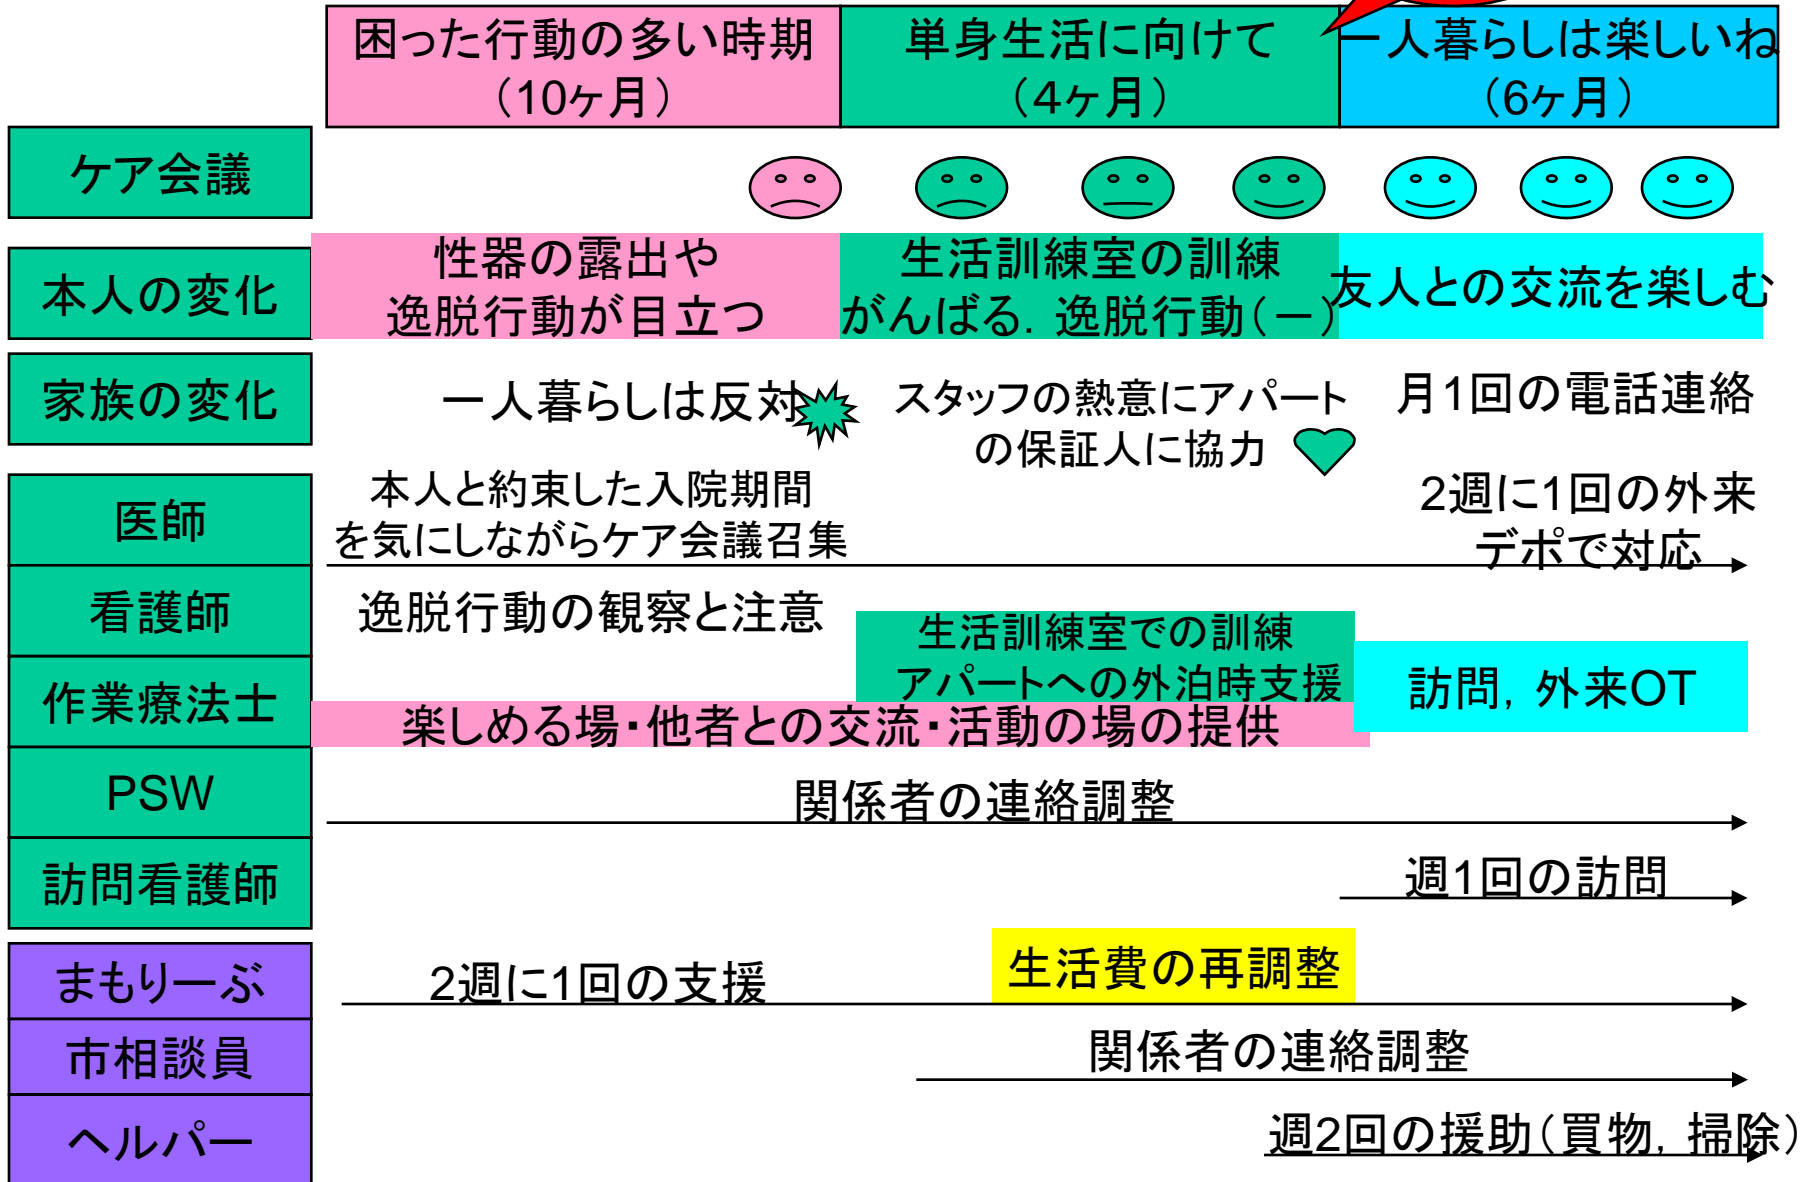 困った行動の多い時期
（10ヶ月）
単身生活に向けて
（4ヶ月）
一人暮らしは楽しいね
（6ヶ月）
ケア会議
本人の変化
性器の露出や
逸脱行動が目立つ
生活訓練室の訓練
がんばる．逸脱行動（－）
友人との交流を楽しむ
家族の変化
一人暮らしは反対
スタッフの熱意にアパート
の保証人に協力
月1回の電話連絡
医師
本人と約束した入院期間
を気にしながらケア会議召集
2週に1回の外来
デポで対応
看護師
逸脱行動の観察と注意
生活訓練室での訓練
アパートへの外泊時支援
作業療法士
楽しめる場・他者との交流・活動の場の提供
訪問，外来OT
PSW
関係者の連絡調整
訪問看護師
週1回の訪問
まもりーぶ
2週に1回の支援
生活費の再調整
市相談員
関係者の連絡調整
ヘルパー
週2回の援助（買物，掃除）